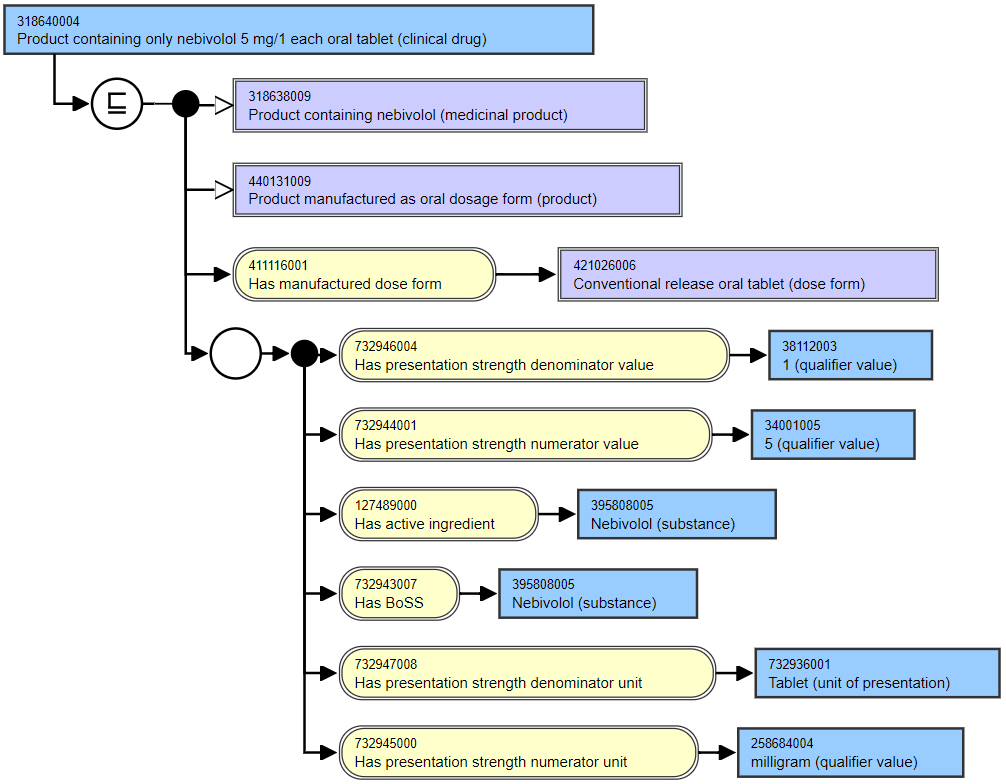 318640004
Product containing only nebivolol 5 mg/1 each oral tablet (clinical drug)
⊑
318638009
Product containing nebivolol (medicinal product)
440131009
Product manufactured as oral dosage form (product)
411116001
Has manufactured dose form
421026006
Conventional release oral tablet (dose form)
732946004
Has presentation strength denominator value
38112003
1 (qualifier value)
732944001
Has presentation strength numerator value
34001005
5 (qualifier value)
127489000
Has active ingredient
395808005
Nebivolol (substance)
732943007
Has BoSS
395808005
Nebivolol (substance)
732947008
Has presentation strength denominator unit
732936001
Tablet (unit of presentation)
732945000
Has presentation strength numerator unit
258684004
milligram (qualifier value)